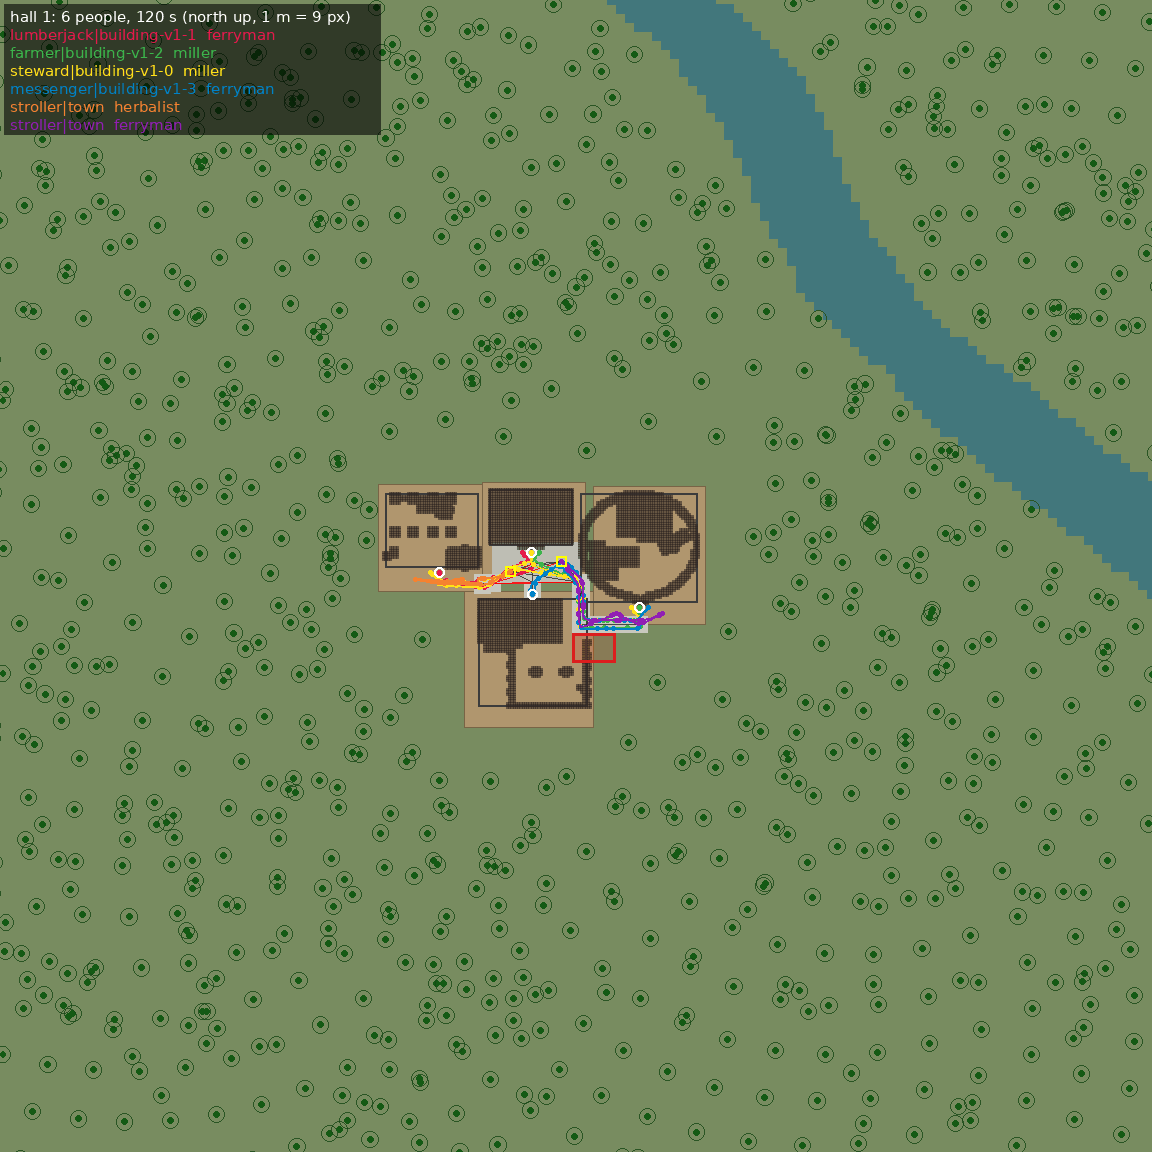 hall 1: 6 people, 120 s (north up, 1 m = 9 px)
lumberjack|building-v1-1  ferryman
farmer|building-v1-2  miller
steward|building-v1-0  miller
messenger|building-v1-3  ferryman
stroller|town  herbalist
stroller|town  ferryman